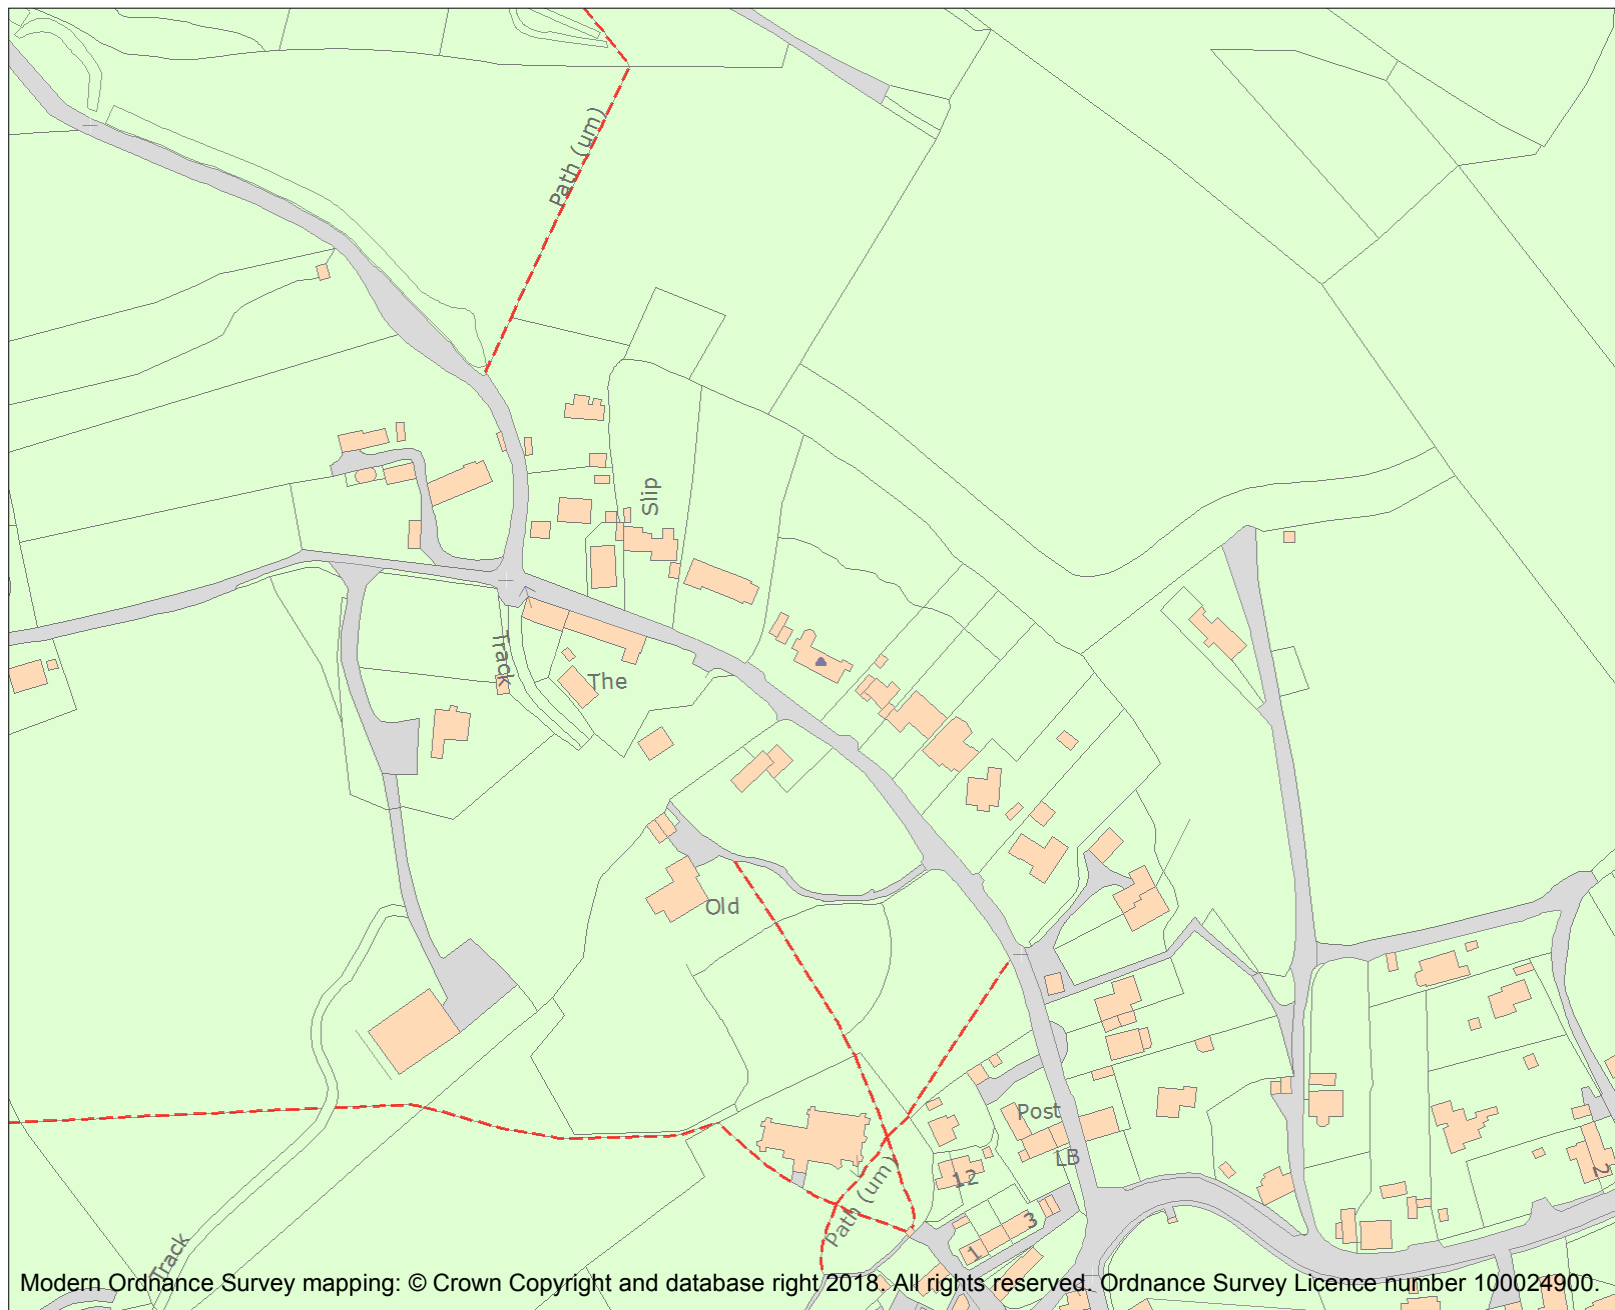 Path (um)
Slip
Track
The
Old
Post
LB
12
Path (um)
3
1
2
Track
Modern Ordnance Survey mapping: © Crown Copyright and database right 2018. All rights reserved. Ordnance Survey Licence number 100024900.